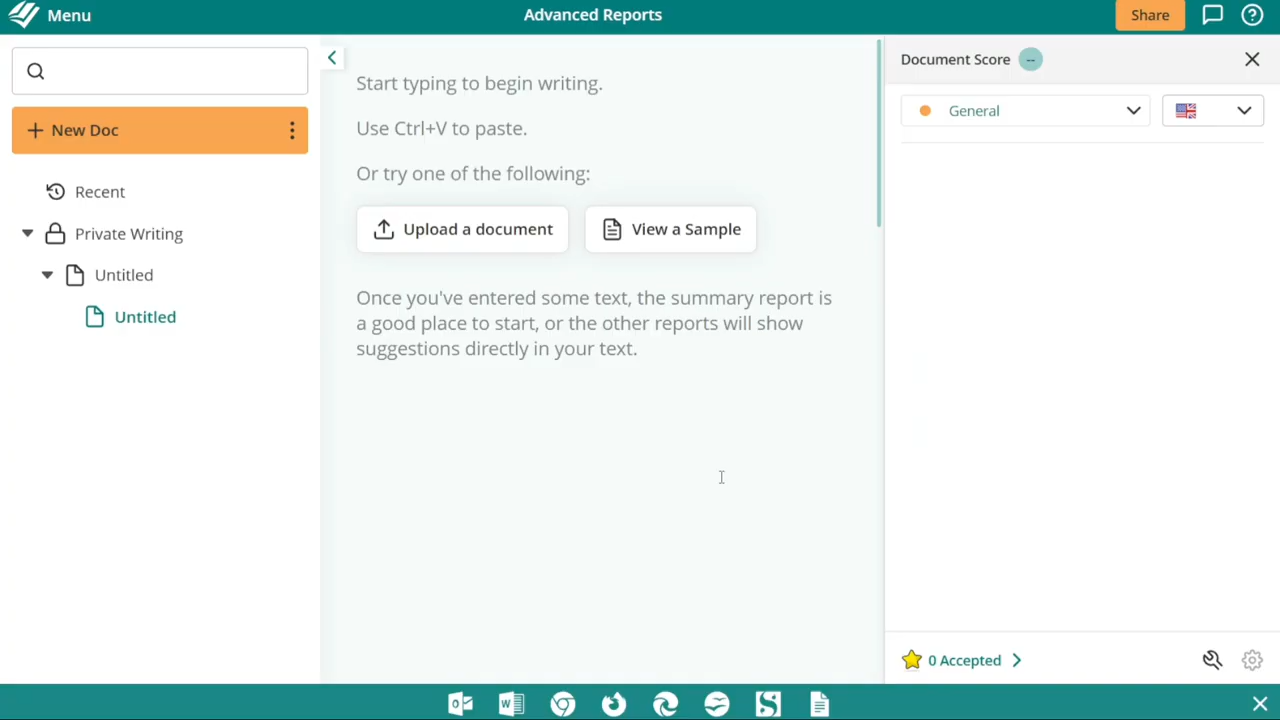 Menu
Advanced Reports
Share
New Doc
Recent
Private Writing
Untitled
Untitled
Start typing to begin writing.
Use Ctrl+V to paste.
Or try one of the following:
Upload a document
View a Sample
Once you've entered some text, the summary report is
a good place to start, or the other reports will show
suggestions directly in your text.
Document Score --
General
0 Accepted